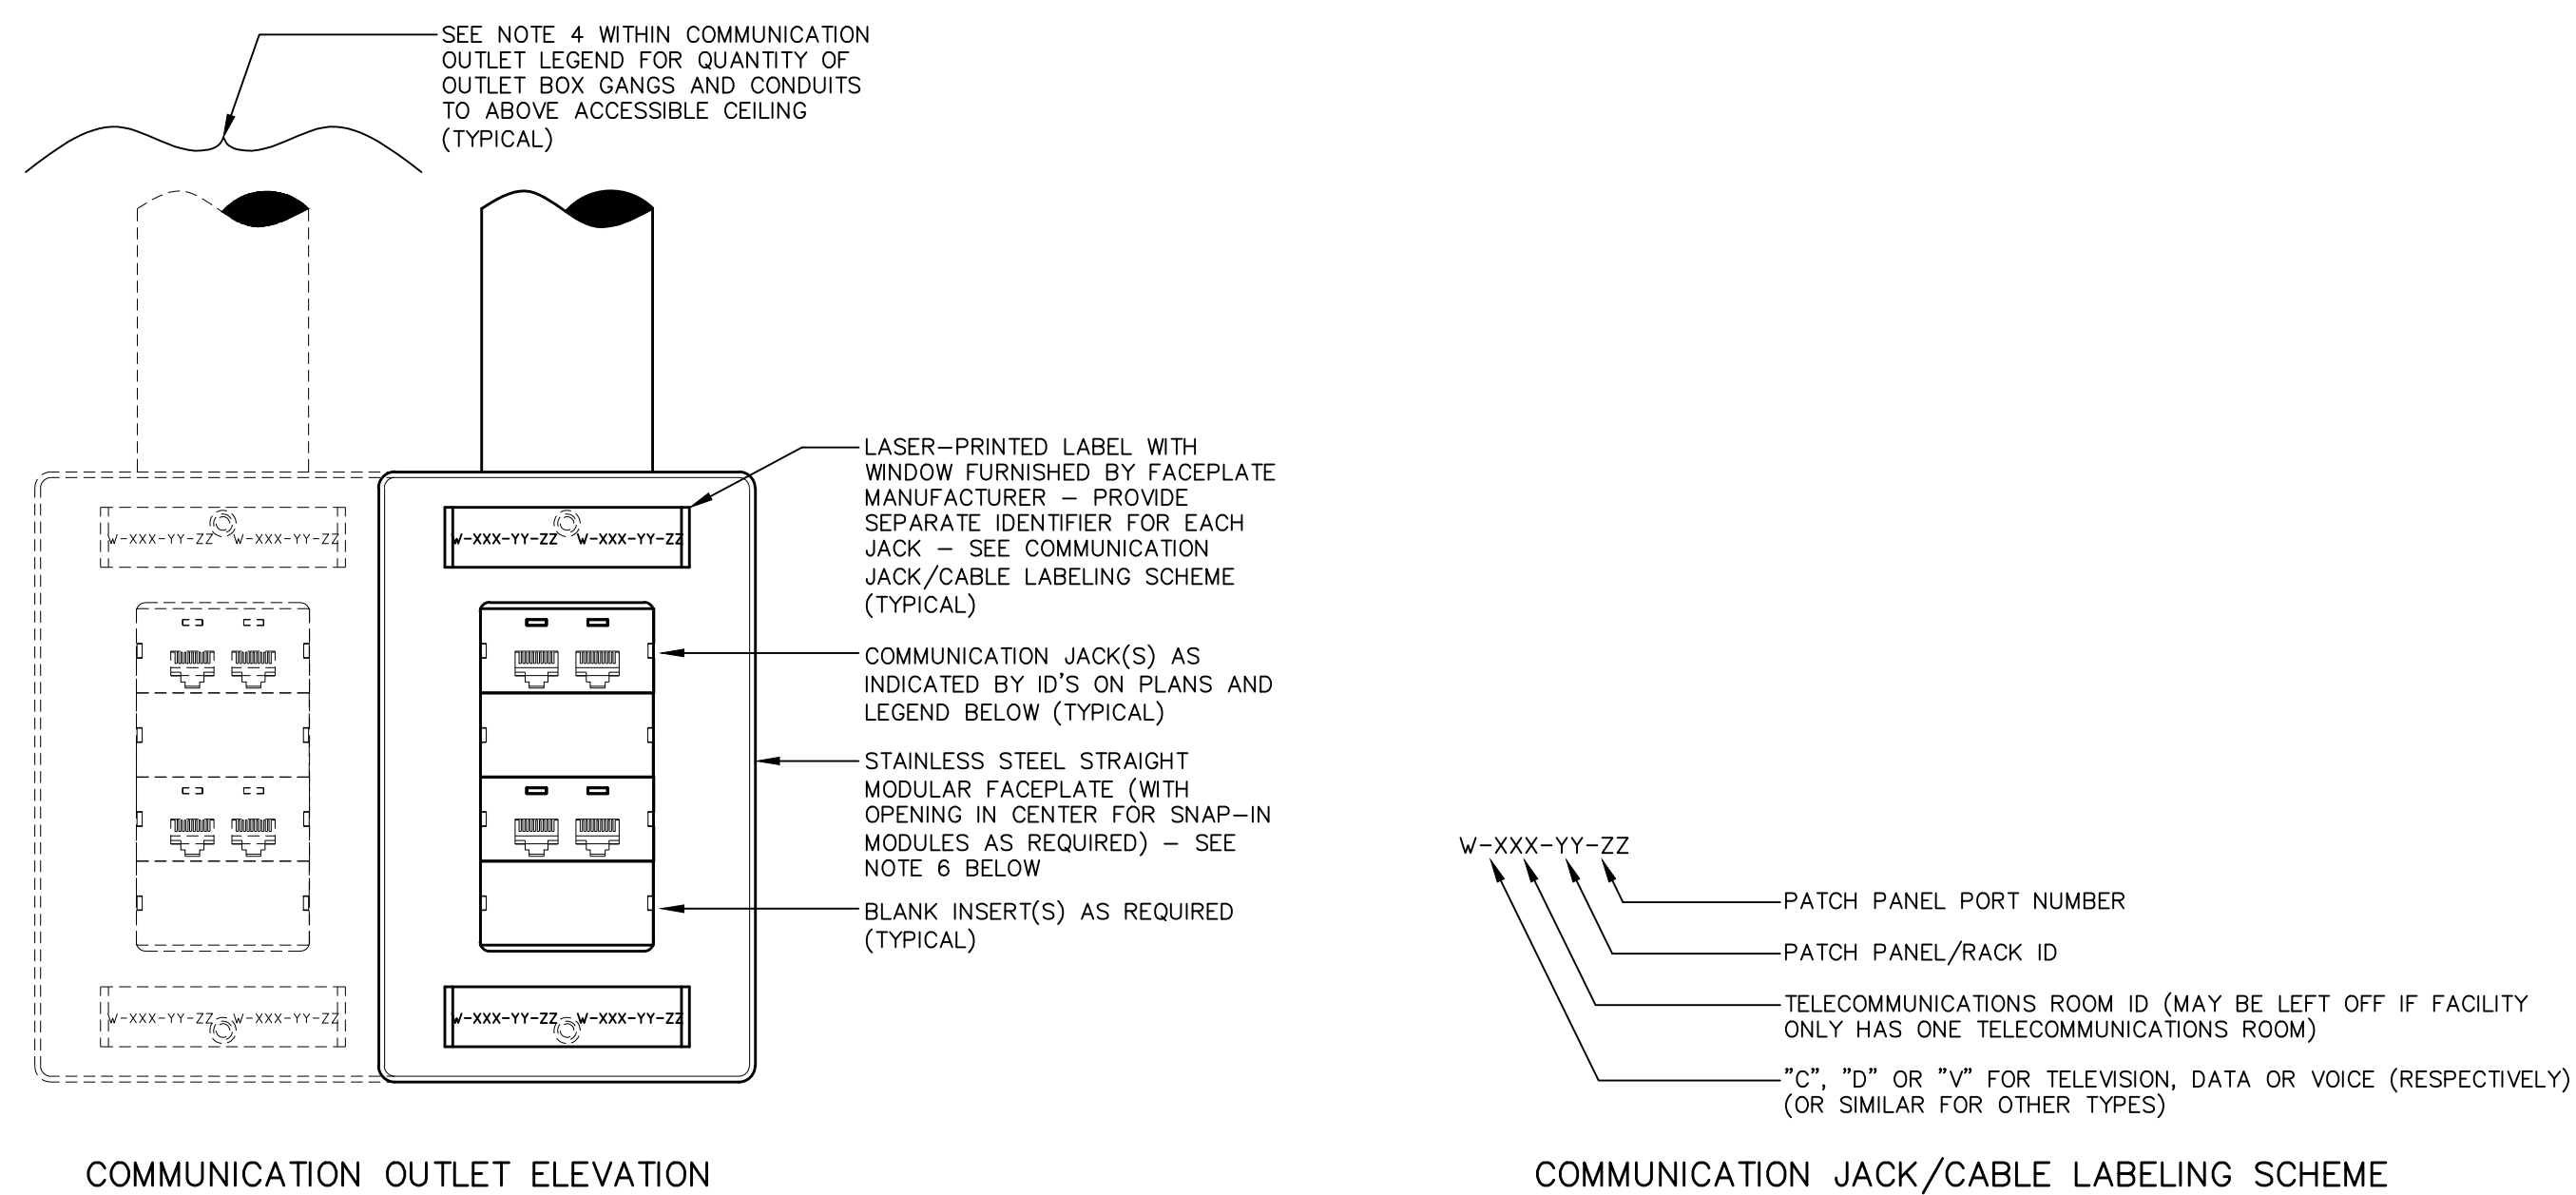 SEE NOTE 4 WITHIN COMMUNICATION
OUTLET LEGEND FOR QUANTITY OF
OUTLET BOX GANGS AND CONDUITS
TO ABOVE ACCESSIBLE CEILING
(TYPICAL)
LASER-PRINTED LABEL WITH
WINDOW FURNISHED BY FACEPLATE
MANUFACTURER - PROVIDE
SEPARATE IDENTIFIER FOR EACH
JACK - SEE COMMUNICATION
JACK/CABLE LABELING SCHEME
(TYPICAL)
W-XXX-YY-ZZ W-XXX-YY-ZZ
W-XXX-YY-ZZ W-XXX-YY-ZZ
COMMUNICATION JACK(S) AS
INDICATED BY ID'S ON PLANS AND
LEGEND BELOW (TYPICAL)
STAINLESS STEEL STRAIGHT
MODULAR FACEPLATE (WITH
OPENING IN CENTER FOR SNAP-IN
MODULES AS REQUIRED) - SEE
NOTE 6 BELOW
BLANK INSERT(S) AS REQUIRED
(TYPICAL)
W-XXX-YY-ZZ W-XXX-YY-ZZ
W-XXX-YY-ZZ W-XXX-YY-ZZ
COMMUNICATION OUTLET ELEVATION
W-XXX-YY-ZZ
PATCH PANEL PORT NUMBER
PATCH PANEL/RACK ID
TELECOMMUNICATIONS ROOM ID (MAY BE LEFT OFF IF FACILITY
ONLY HAS ONE TELECOMMUNICATIONS ROOM)
"C", "D" OR "V" FOR TELEVISION, DATA OR VOICE (RESPECTIVELY)
(OR SIMILAR FOR OTHER TYPES)
COMMUNICATION JACK/CABLE LABELING SCHEME